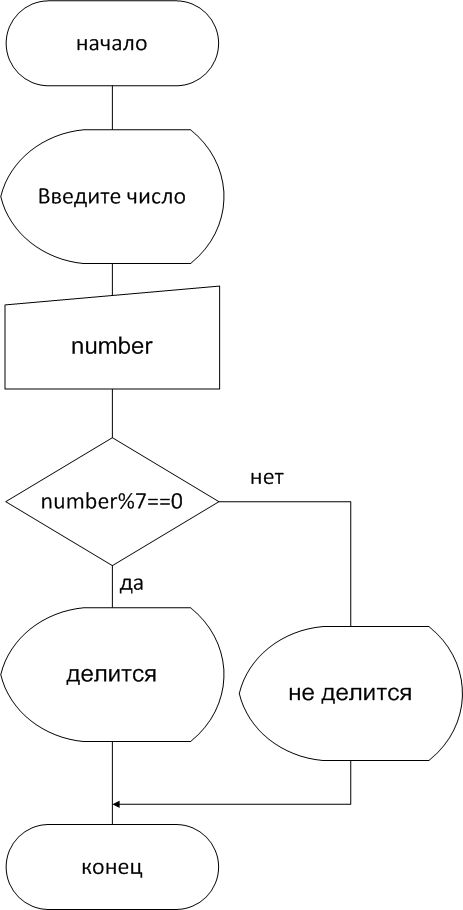 начало
Введите число
number
number%7==0
нет
да
делится
не делится
конец